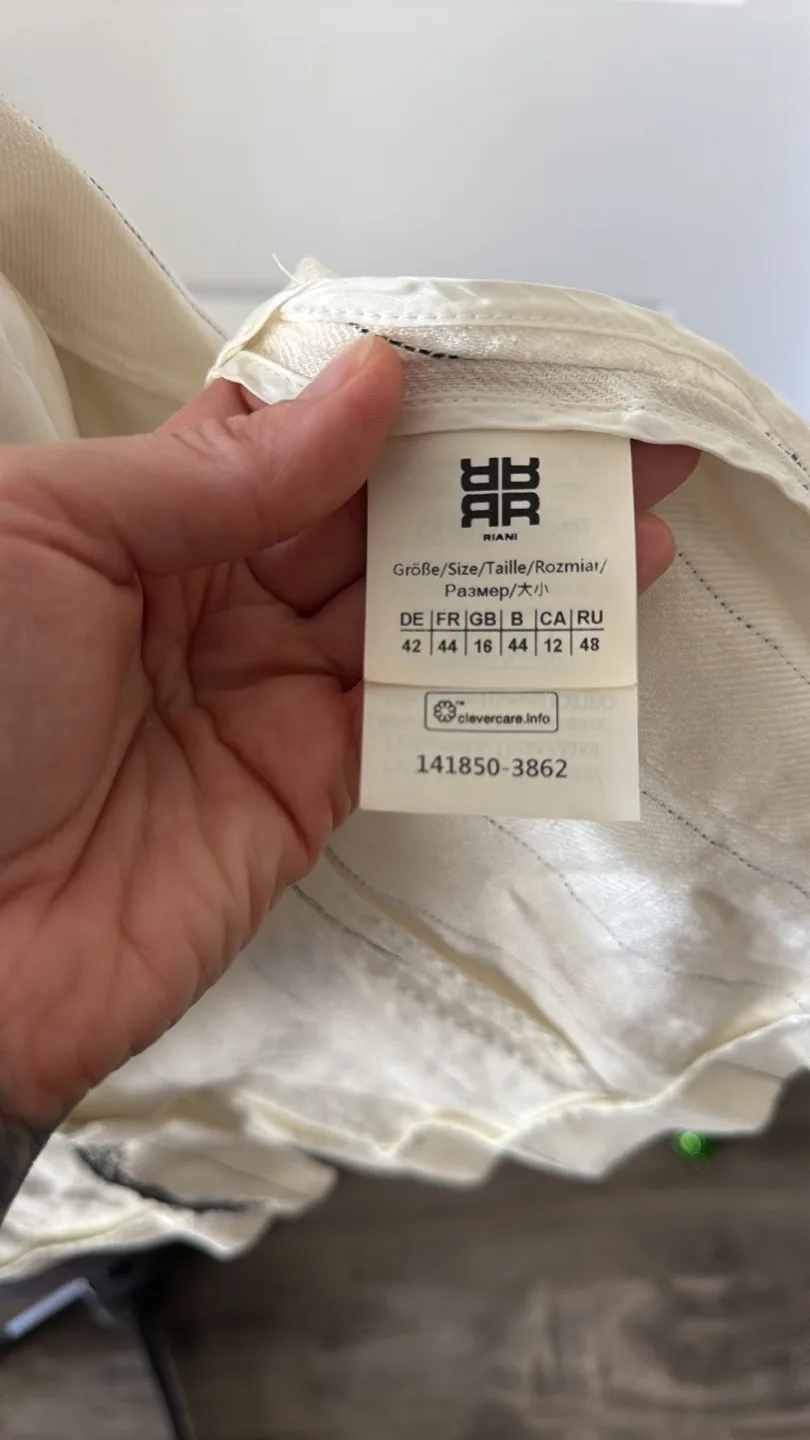 RIANI
Größe/Size/Taille/Rozmiar/
Размер/大小
DE | FR | GB | B | CA | RU
42 | 44 | 16 | 44 | 12 | 48
™ clevercare.info
141850-3862